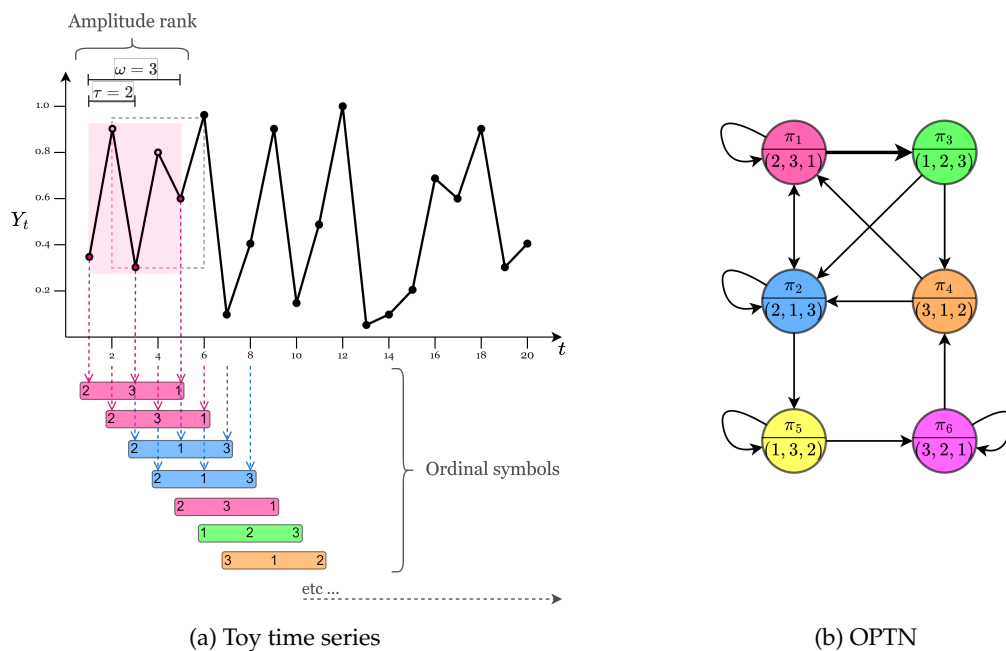 Amplitude rank
ω = 3
τ = 2
Y_t
1.0
0.8
0.6
0.4
0.2
2 4 6 8 10 12 14 16 18 20 t
2 3 1
2 3 1
2 1 3
2 1 3
2 3 1
1 2 3
3 1 2
Ordinal symbols
etc ...
(a) Toy time series
π₁
(2, 3, 1)
π₃
(1, 2, 3)
π₂
(2, 1, 3)
π₄
(3, 1, 2)
π₅
(1, 3, 2)
π₆
(3, 2, 1)
(b) OPTN